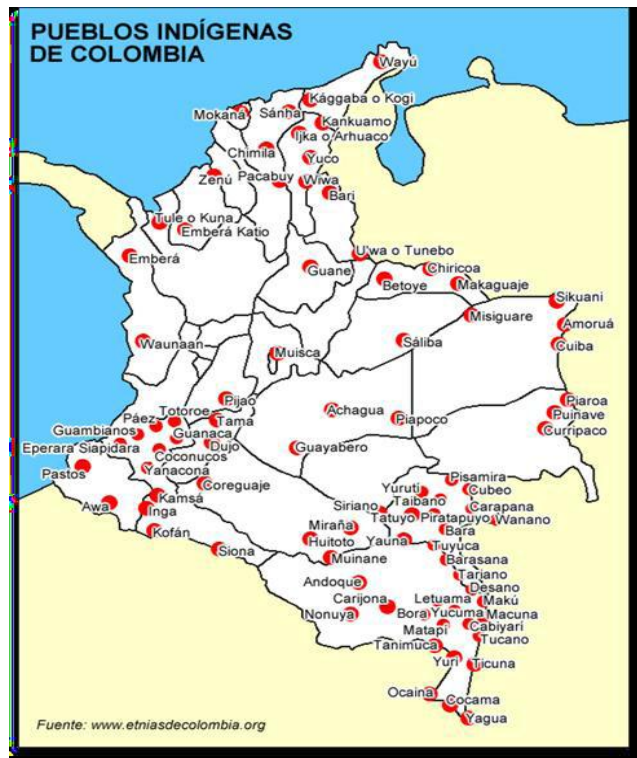 PUEBLOS INDÍGENAS
DE COLOMBIA
Wayú
Kággaba o Kogi
Mokaná
Sánha
Kankuamo
Ijka o Arhuaco
Chimila
Yuco
Zenú
Pacabuy
Wiwa
Bari
Tule o Kuna
Emberá Katio
Emberá
U'wa o Tunebo
Guane
Chiricoa
Betoye
Makaguaje
Sikuani
Misiguare
Amoruá
Waunaan
Sáliba
Cuiba
Muisca
Pijao
Achagua
Piaroa
Totoroe
Páez
Tama
Piapoco
Puinave
Guambianos
Guanaca
Curripaco
Eperara Siapidara
Dujo
Guayabero
Coconucos
Pastos
Yanacona
Coreguaje
Pisamira
Yuruti
Cubeo
Kamsá
Taibano
Awa
Inga
Siriano
Carapana
Tatuyo
Piratapuyo
Wanano
Miraña
Kofán
Bara
Huitoto
Yauna
Tuyuca
Siona
Muinane
Barasana
Tariano
Andoque
Desano
Carijona
Letuama
Makú
Nonuya
Bora
Yucuma
Macuna
Matapí
Cabiyarí
Tucano
Tanimuca
Yuri
Ticuna
Ocaina
Cocama
Yagua
Fuente: www.etniasdecolombia.org